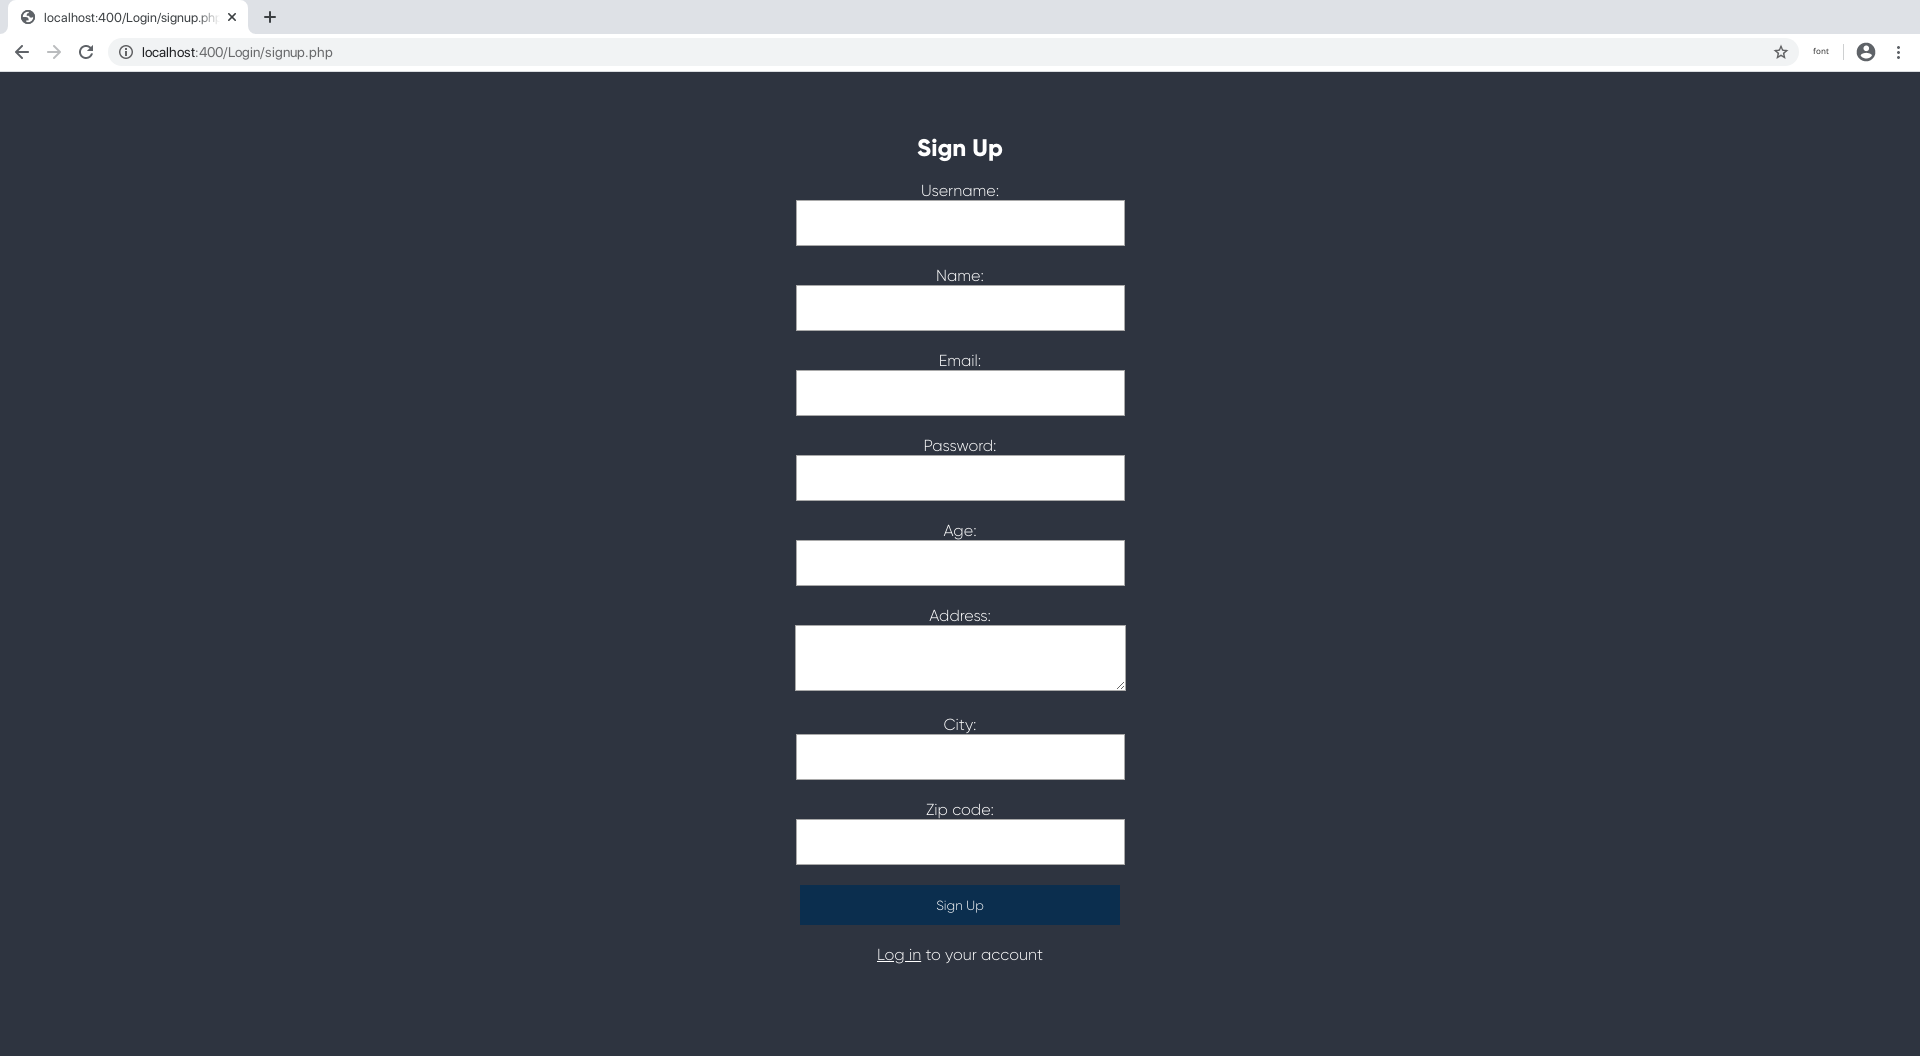 localhost:400/Login/signup.ph
localhost:400/Login/signup.php
font
Sign Up
Username:
Name:
Email:
Password:
Age:
Address:
City:
Zip code:
Sign Up
Log in to your account